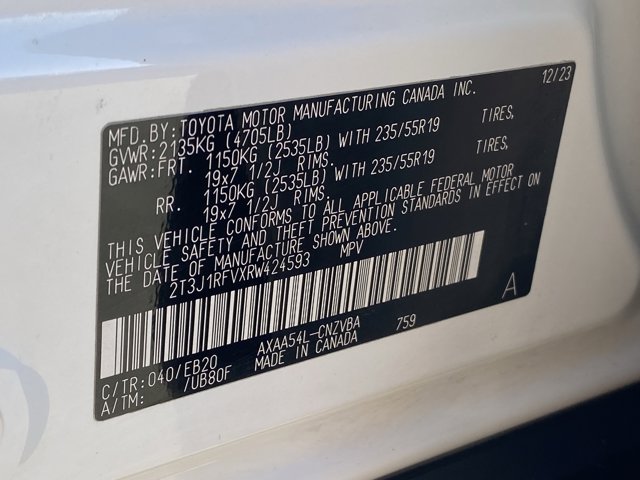 MFD.BY:TOYOTA MOTOR MANUFACTURING CANADA INC. 12/23
GVWR:2135KG (4705LB)
GAWR:FRT. 1150KG (2535LB) WITH 235/55R19 TIRES,
19x7 1/2J RIMS.
RR. 1150KG (2535LB) WITH 235/55R19 TIRES,
19x7 1/2J RIMS.
THIS VEHICLE CONFORMS TO ALL APPLICABLE FEDERAL MOTOR
VEHICLE SAFETY AND THEFT PREVENTION STANDARDS IN EFFECT ON
THE DATE OF MANUFACTURE SHOWN ABOVE.
2T3J1RFVXRW424593 MPV
A
C/TR:040/EB20 AXAA54L-CNZVBA 759
A/TM: /UB80F MADE IN CANADA